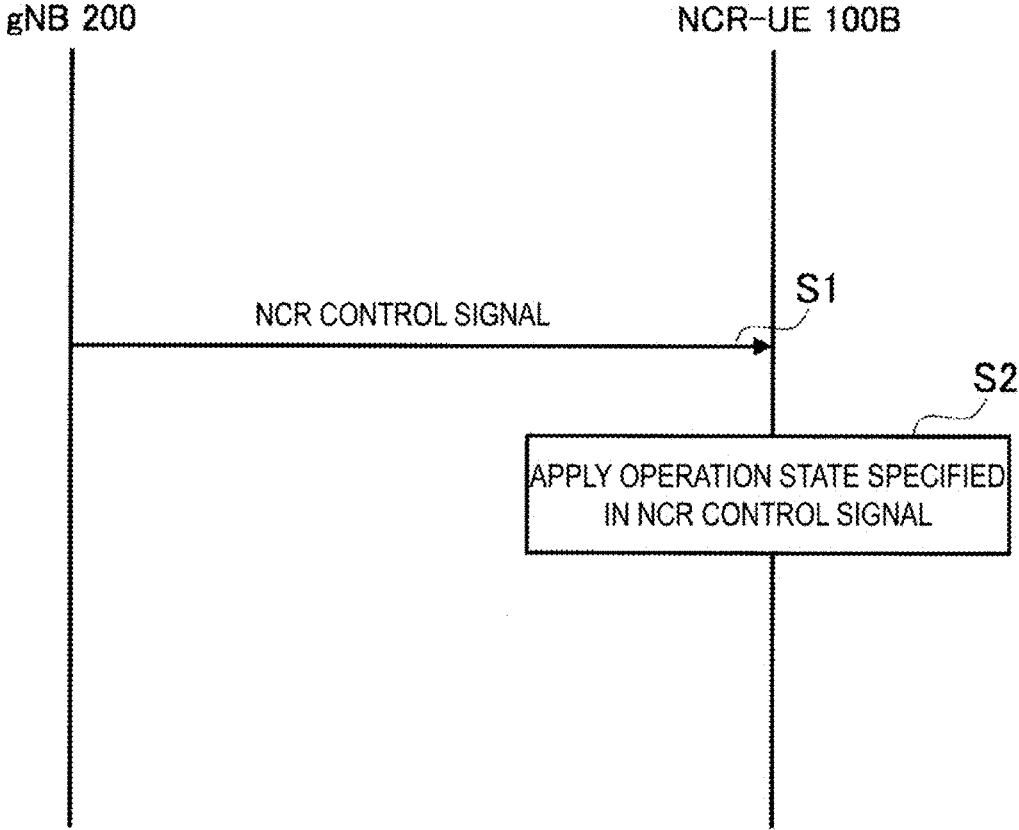 gNB 200
NCR-UE 100B
NCR CONTROL SIGNAL
S1
S2
APPLY OPERATION STATE SPECIFIED
IN NCR CONTROL SIGNAL